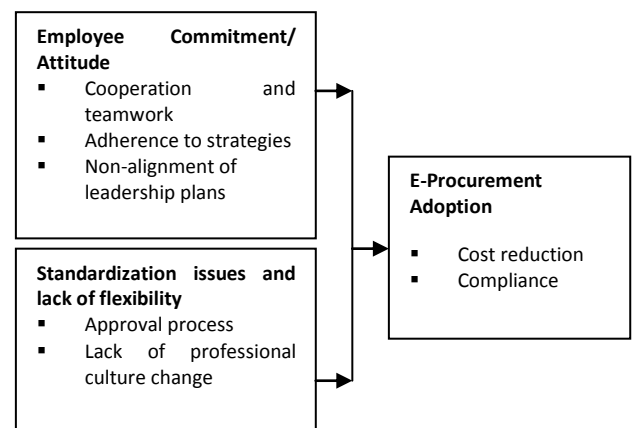 Employee Commitment/
Attitude
▪ Cooperation and
teamwork
▪ Adherence to strategies
▪ Non-alignment of
leadership plans
Standardization issues and
lack of flexibility
▪ Approval process
▪ Lack of professional
culture change
E-Procurement
Adoption
▪ Cost reduction
▪ Compliance